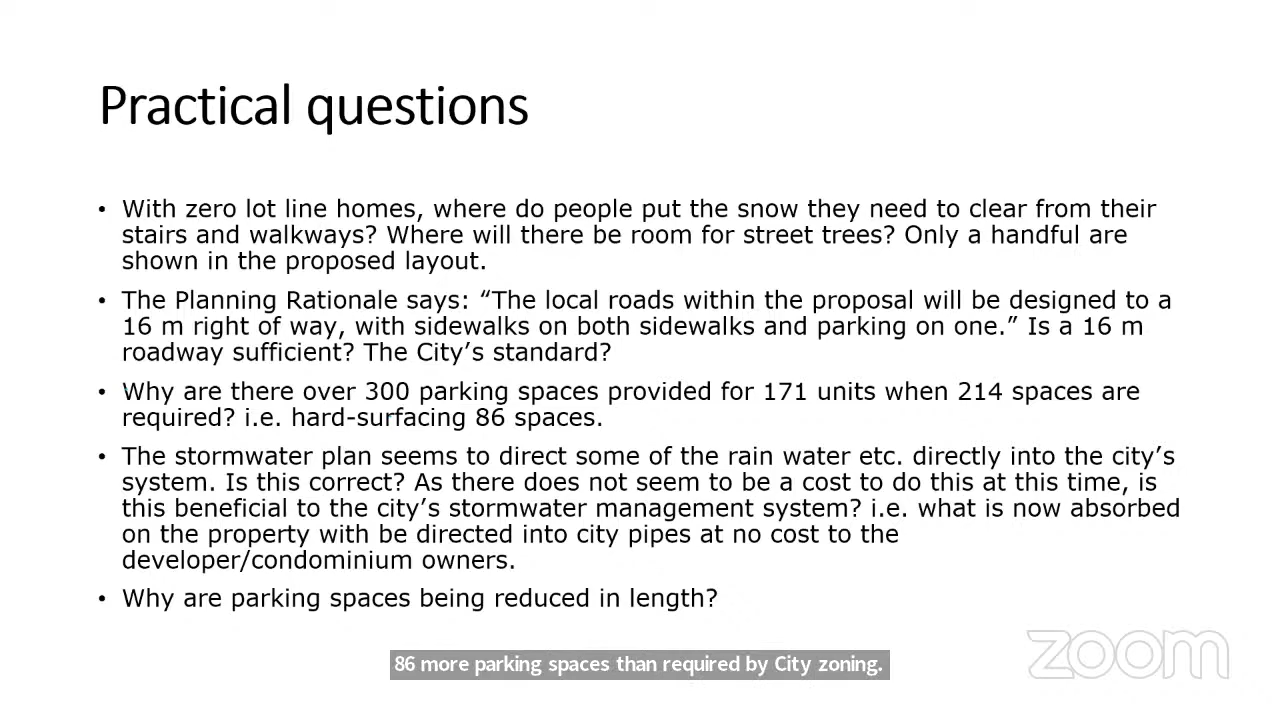 Practical questions
• With zero lot line homes, where do people put the snow they need to clear from their
stairs and walkways? Where will there be room for street trees? Only a handful are
shown in the proposed layout.
• The Planning Rationale says: “The local roads within the proposal will be designed to a
16 m right of way, with sidewalks on both sidewalks and parking on one.” Is a 16 m
roadway sufficient? The City’s standard?
• Why are there over 300 parking spaces provided for 171 units when 214 spaces are
required? i.e. hard-surfacing 86 spaces.
• The stormwater plan seems to direct some of the rain water etc. directly into the city’s
system. Is this correct? As there does not seem to be a cost to do this at this time, is
this beneficial to the city’s stormwater management system? i.e. what is now absorbed
on the property with be directed into city pipes at no cost to the
developer/condominium owners.
• Why are parking spaces being reduced in length?
zoom
86 more parking spaces than required by City zoning.